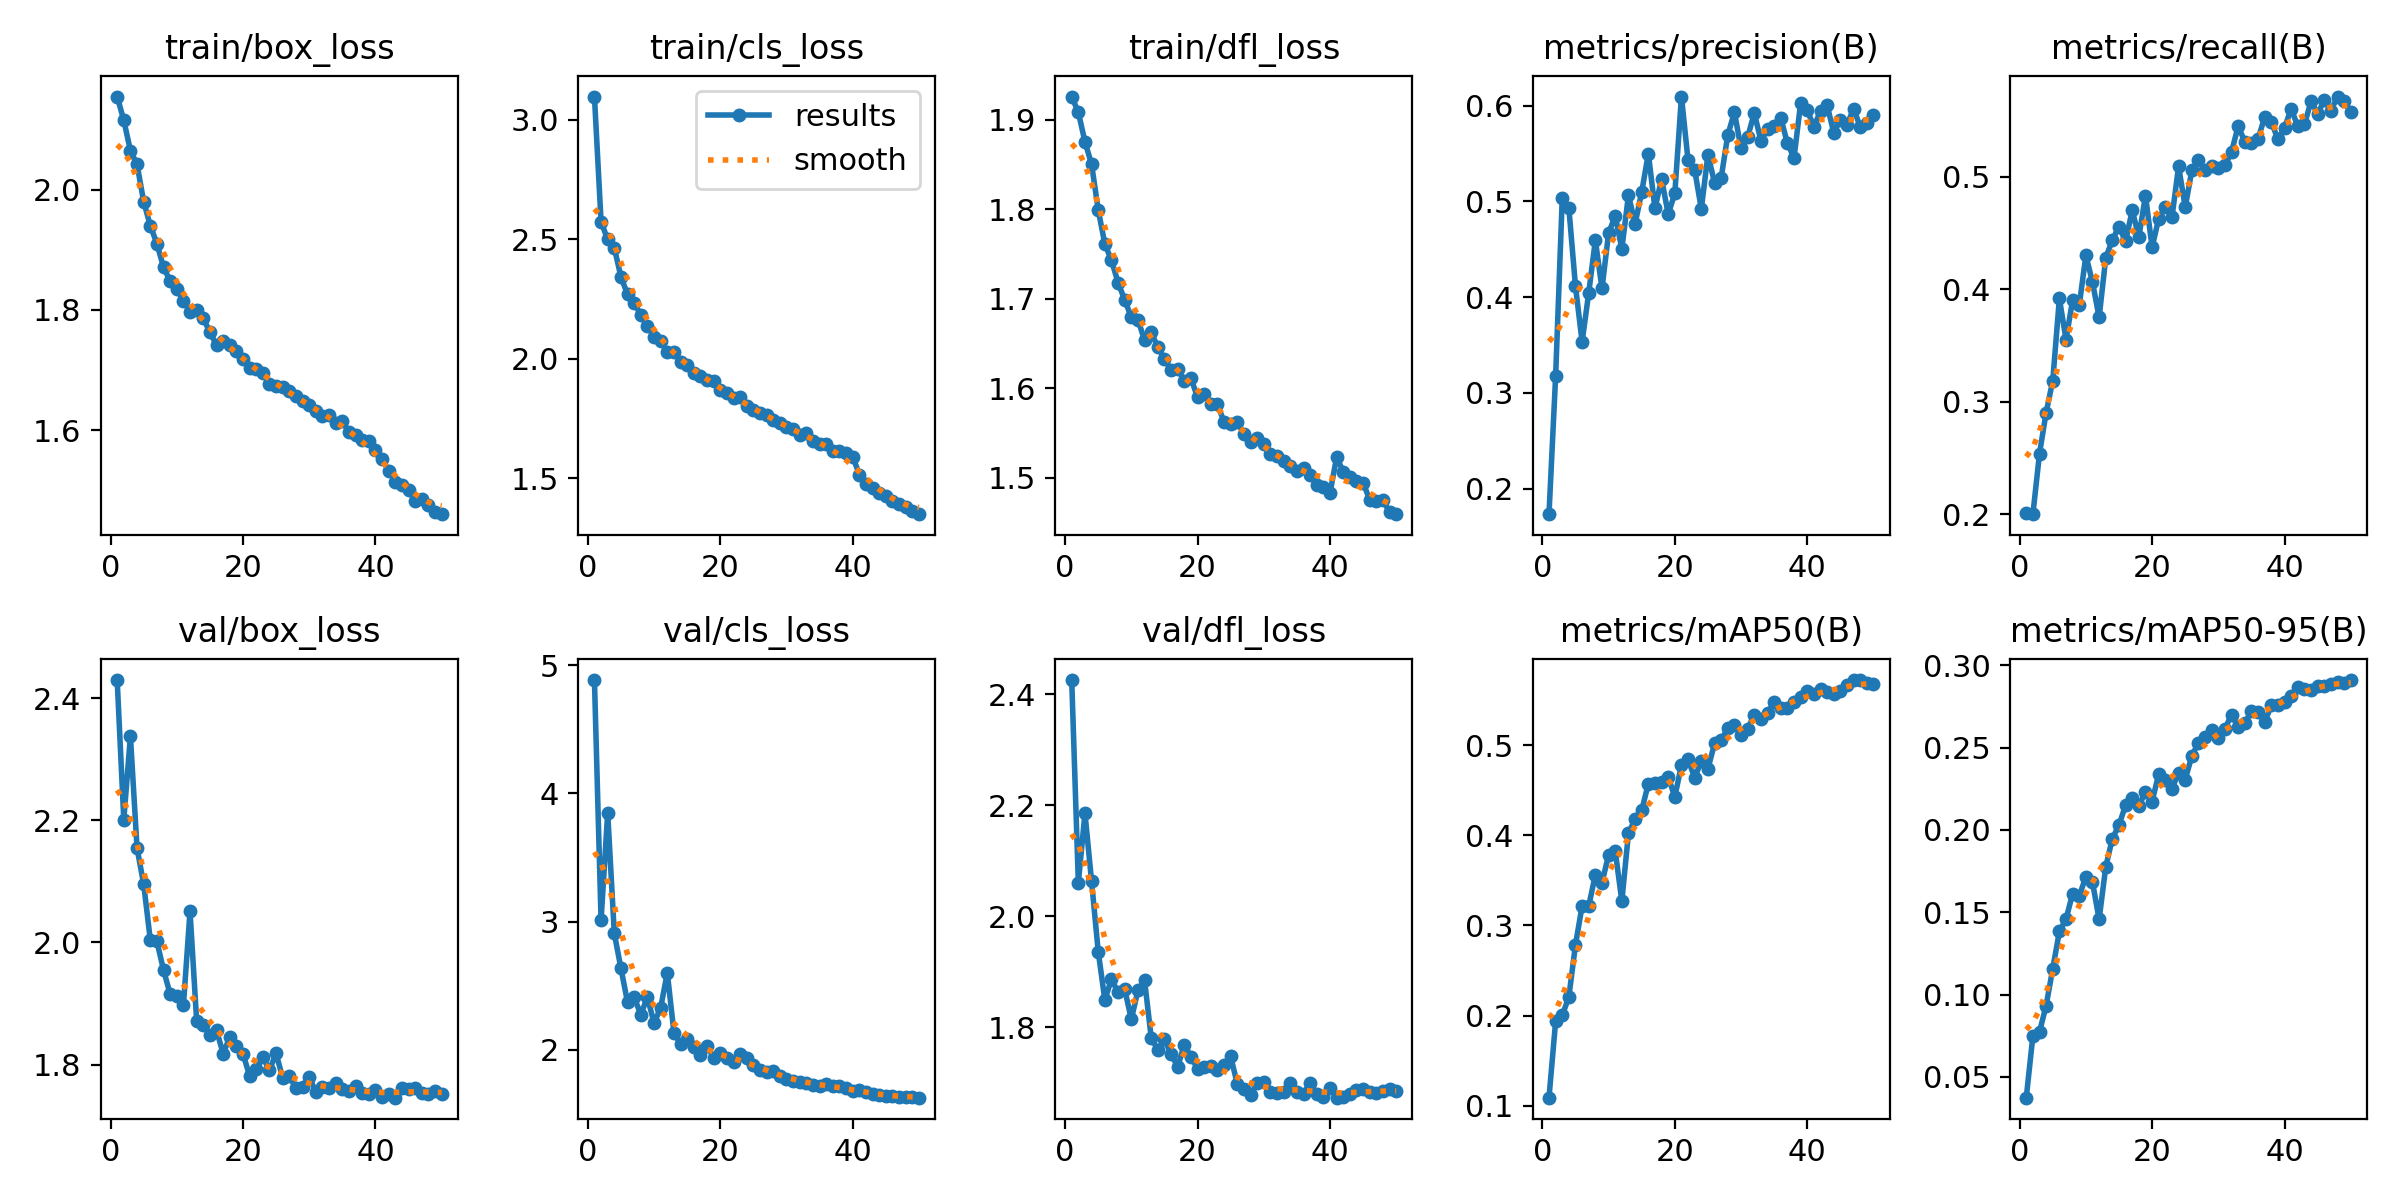 train/box_loss
2.0
1.8
1.6
0 20 40
train/cls_loss
results
smooth
3.0
2.5
2.0
1.5
0 20 40
train/dfl_loss
1.9
1.8
1.7
1.6
1.5
0 20 40
metrics/precision(B)
0.6
0.5
0.4
0.3
0.2
0 20 40
metrics/recall(B)
0.5
0.4
0.3
0.2
0 20 40
val/box_loss
2.4
2.2
2.0
1.8
0 20 40
val/cls_loss
5
4
3
2
0 20 40
val/dfl_loss
2.4
2.2
2.0
1.8
0 20 40
metrics/mAP50(B)
0.5
0.4
0.3
0.2
0.1
0 20 40
metrics/mAP50-95(B)
0.30
0.25
0.20
0.15
0.10
0.05
0 20 40